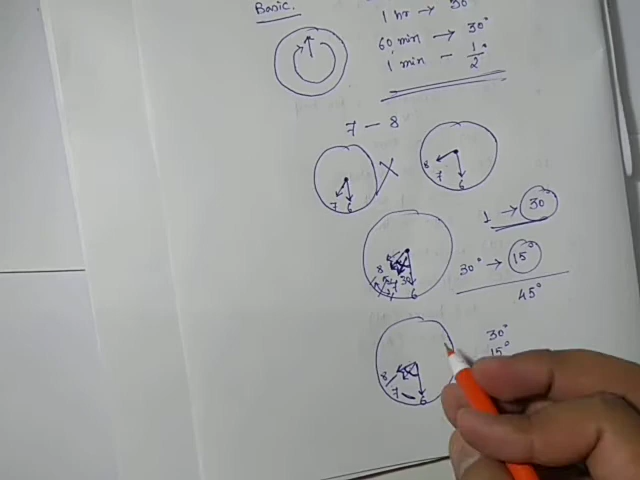 Basic.
1 hr → 30°
60 min → 30°
1 min — 1/2°
7 — 8
7 6
8 7 6
1 → 30°
8 7 6
30° → 15°
45°
30°
15°
8 7 6